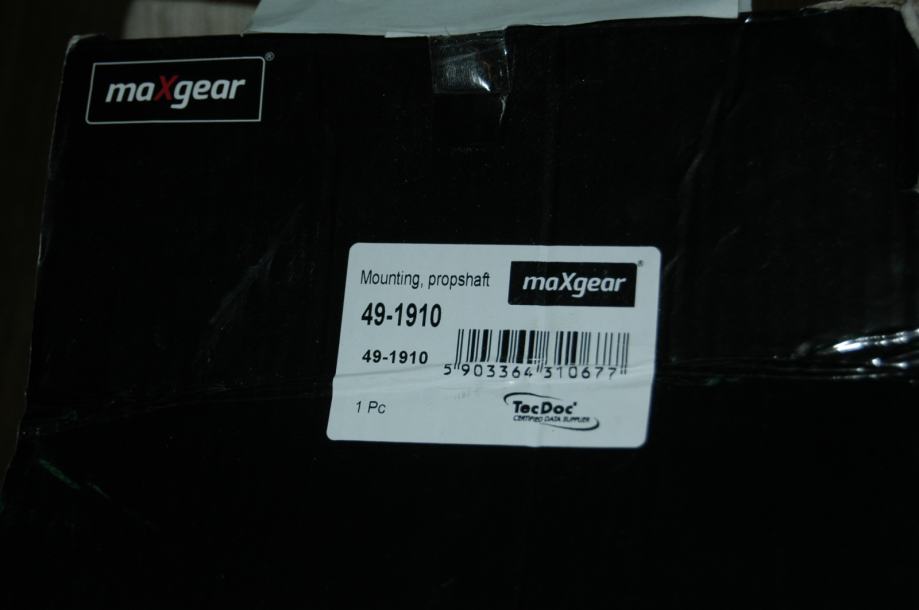 maXgear®
Mounting, propshaft
maXgear®
49-1910
49-1910
5 903364 310677
1 Pc
TecDoc®
CERTIFIED DATA SUPPLIER